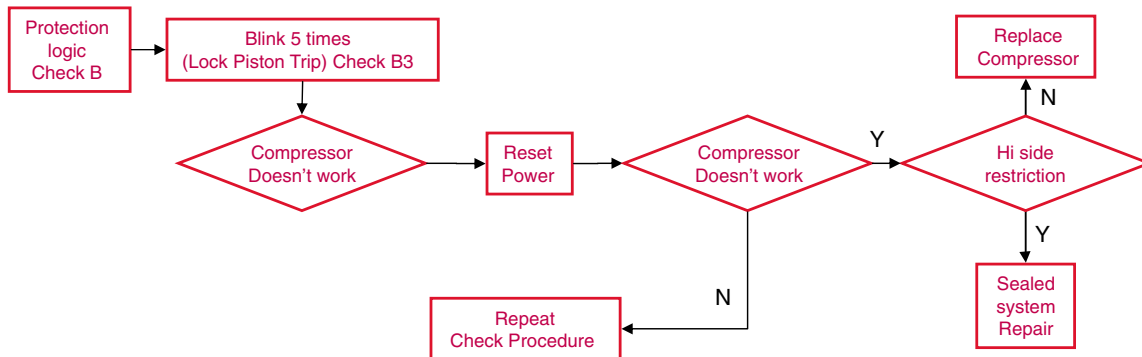 Protection
logic
Check B
Blink 5 times
(Lock Piston Trip) Check B3
Compressor
Doesn't work
Reset
Power
Compressor
Doesn't work
Y
Hi side
restriction
N
Replace
Compressor
Y
Sealed
system
Repair
N
Repeat
Check Procedure